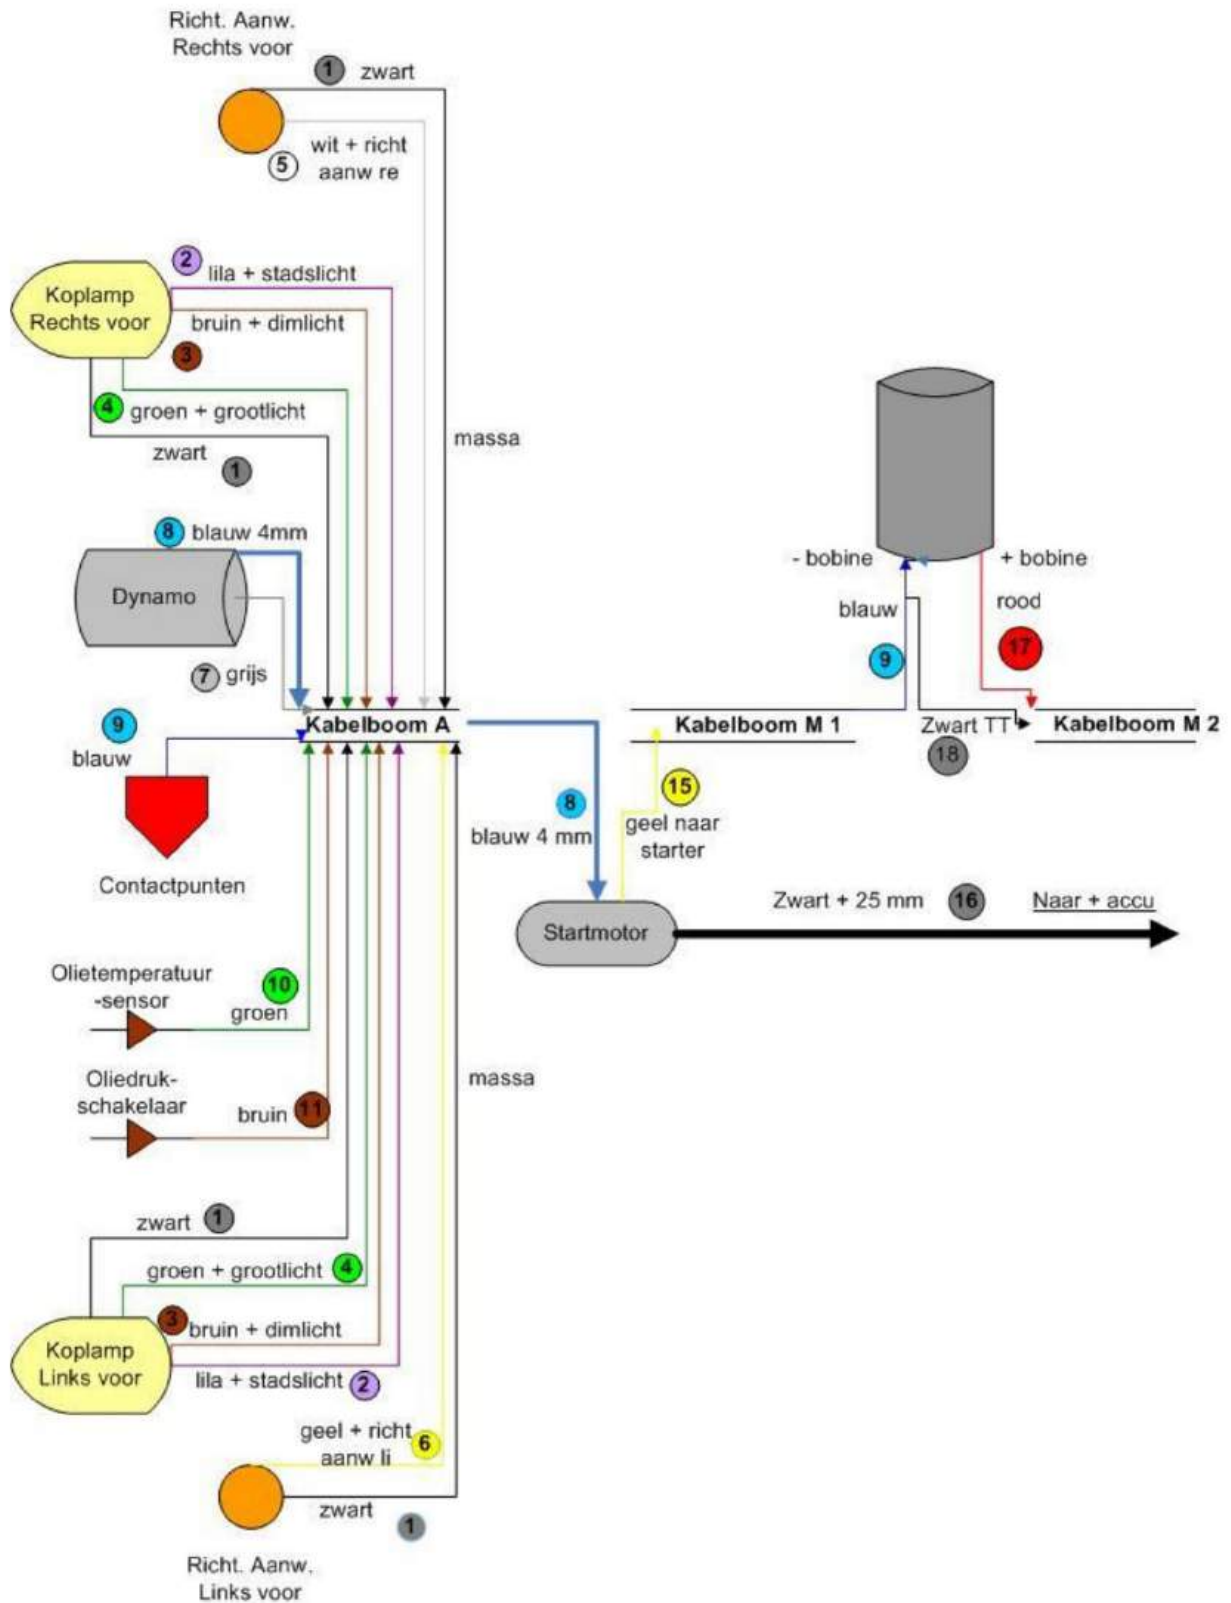 Richt. Aanw.
Rechts voor
1 zwart
wit + richt
5 aanw re
2
lila + stadslicht
Koplamp
Rechts voor
bruin + dimlicht
3
4 groen + grootlicht
zwart 1
massa
8 blauw 4mm
Dynamo
7 grijs
- bobine
+ bobine
blauw
rood
9
17
9
blauw
Kabelboom A
Kabelboom M 1
Zwart TT
18
Kabelboom M 2
Contactpunten
8
blauw 4 mm
15
geel naar
starter
Startmotor
Zwart + 25 mm 16 Naar + accu
Olietemperatuur
-sensor
10
groen
Oliedruk-
schakelaar
bruin 11
massa
zwart 1
groen + grootlicht 4
3
bruin + dimlicht
Koplamp
Links voor
lila + stadslicht 2
geel + richt
aanw li
6
zwart
1
Richt. Aanw.
Links voor